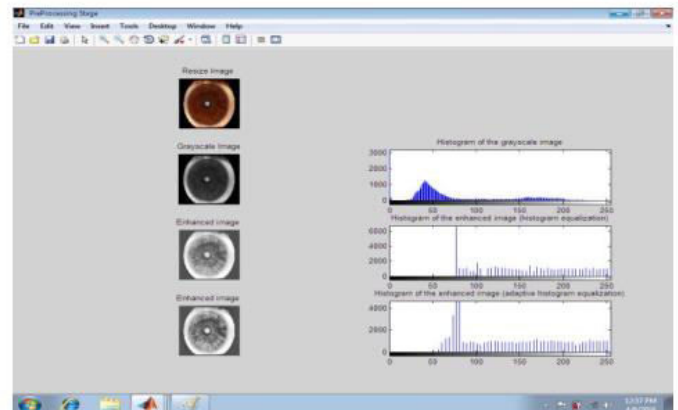 PreProcessing Stage
File Edit View Insert Tools Desktop Window Help
Resize Image
Grayscale Image
Enhanced image
Enhanced image
Histogram of the grayscale image
3000
2000
1000
0
0 50 100 150 200 250
Histogram of the enhanced image (histogram equalization)
6000
4000
2000
0
0 50 100 150 200 250
Histogram of the enhanced image (adaptive histogram equalization)
4000
2000
0
0 50 100 150 200 250
12:57 PM